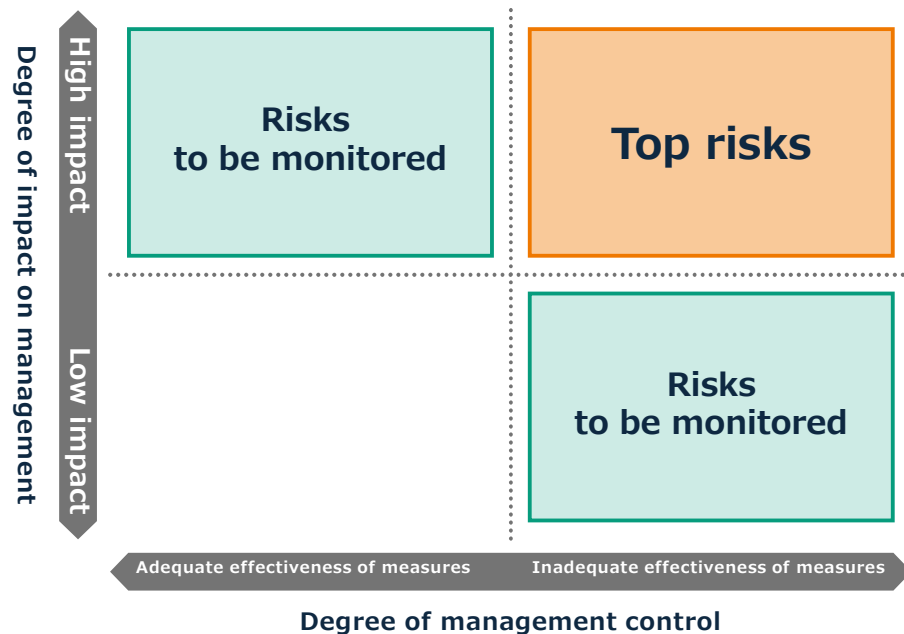 Degree of impact on management
High impact
Low impact
Risks
to be monitored
Top risks
Risks
to be monitored
Adequate effectiveness of measures
Inadequate effectiveness of measures
Degree of management control